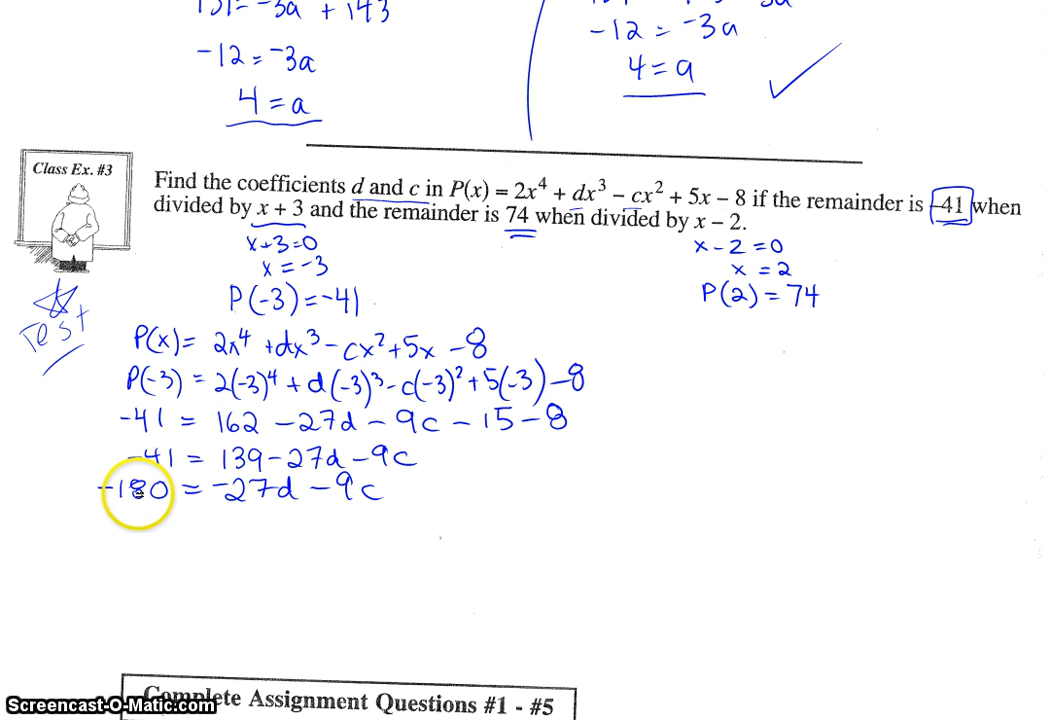 131 = -3a + 143
-12 = -3a
4 = a
-12 = -3a
4 = a
Class Ex. #3
Find the coefficients d and c in P(x) = 2x⁴ + dx³ − cx² + 5x − 8 if the remainder is −41 when
divided by x + 3 and the remainder is 74 when divided by x − 2.
x+3=0
x = -3
P(-3) = -41
x - 2 = 0
x = 2
P(2) = 74
Test
P(x) = 2x⁴ + dx³ - cx² + 5x - 8
P(-3) = 2(-3)⁴ + d(-3)³ - c(-3)² + 5(-3) - 8
-41 = 162 - 27d - 9c - 15 - 8
-41 = 139 - 27d - 9c
-180 = -27d - 9c
Complete Assignment Questions #1 - #5
Screencast-O-Matic.com